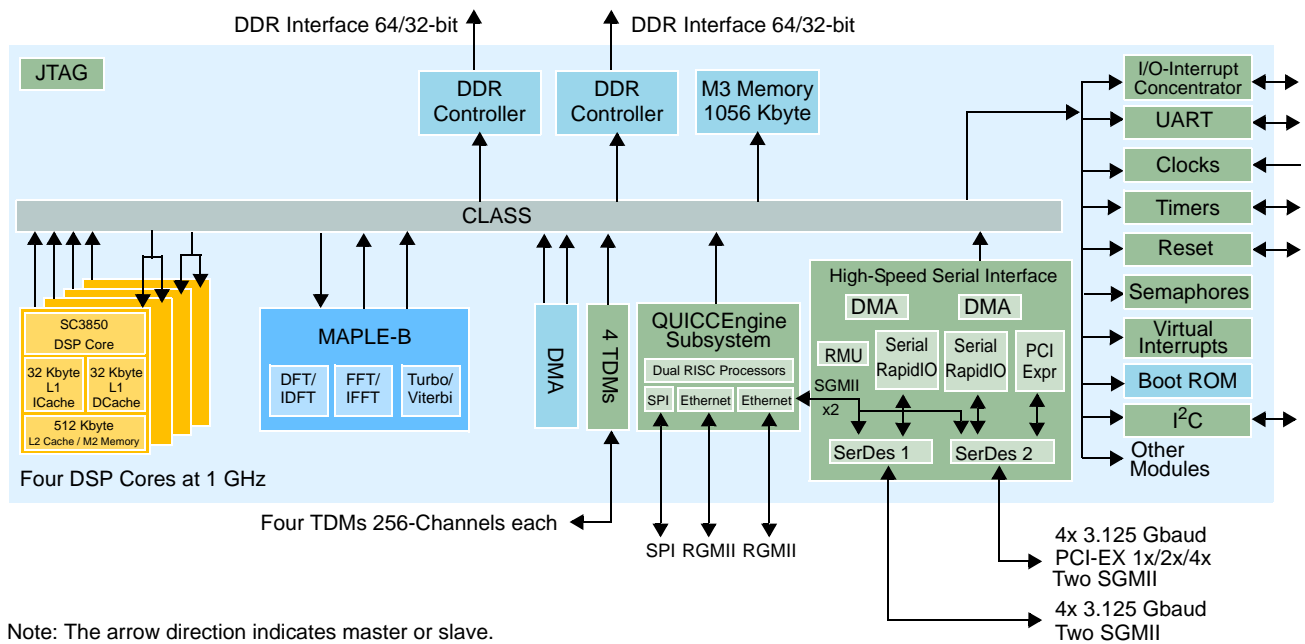 DDR Interface 64/32-bit
DDR Interface 64/32-bit
JTAG
DDR
Controller
DDR
Controller
M3 Memory
1056 Kbyte
I/O-Interrupt
Concentrator
UART
Clocks
Timers
Reset
Semaphores
Virtual
Interrupts
Boot ROM
I2C
Other
Modules
CLASS
SC3850
DSP Core
32 Kbyte
L1
ICache
32 Kbyte
L1
DCache
512 Kbyte
L2 Cache / M2 Memory
Four DSP Cores at 1 GHz
MAPLE-B
DFT/
IDFT
FFT/
IFFT
Turbo/
Viterbi
DMA
4 TDMs
QUICCEngine
Subsystem
Dual RISC Processors
SPI
Ethernet
Ethernet
High-Speed Serial Interface
DMA
DMA
RMU
Serial
RapidIO
Serial
RapidIO
PCI
Expr
SGMII
x2
SerDes 1
SerDes 2
Four TDMs 256-Channels each
SPI
RGMII
RGMII
4x 3.125 Gbaud
PCI-EX 1x/2x/4x
Two SGMII
4x 3.125 Gbaud
Two SGMII
Note: The arrow direction indicates master or slave.